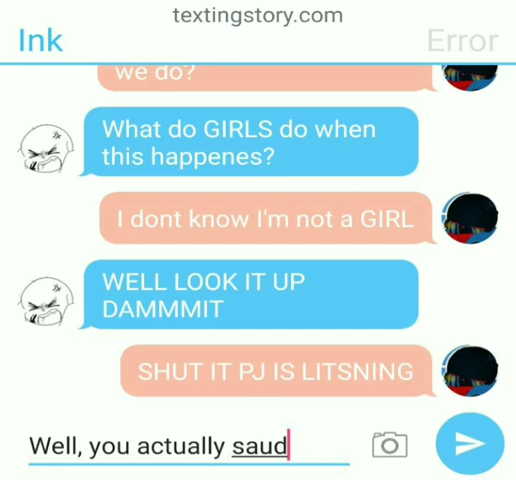 textingstory.com
Ink
Error
we do?
What do GIRLS do when
this happenes?
I dont know I'm not a GIRL
WELL LOOK IT UP
DAMMMIT
SHUT IT PJ IS LITSNING
Well, you actually saud